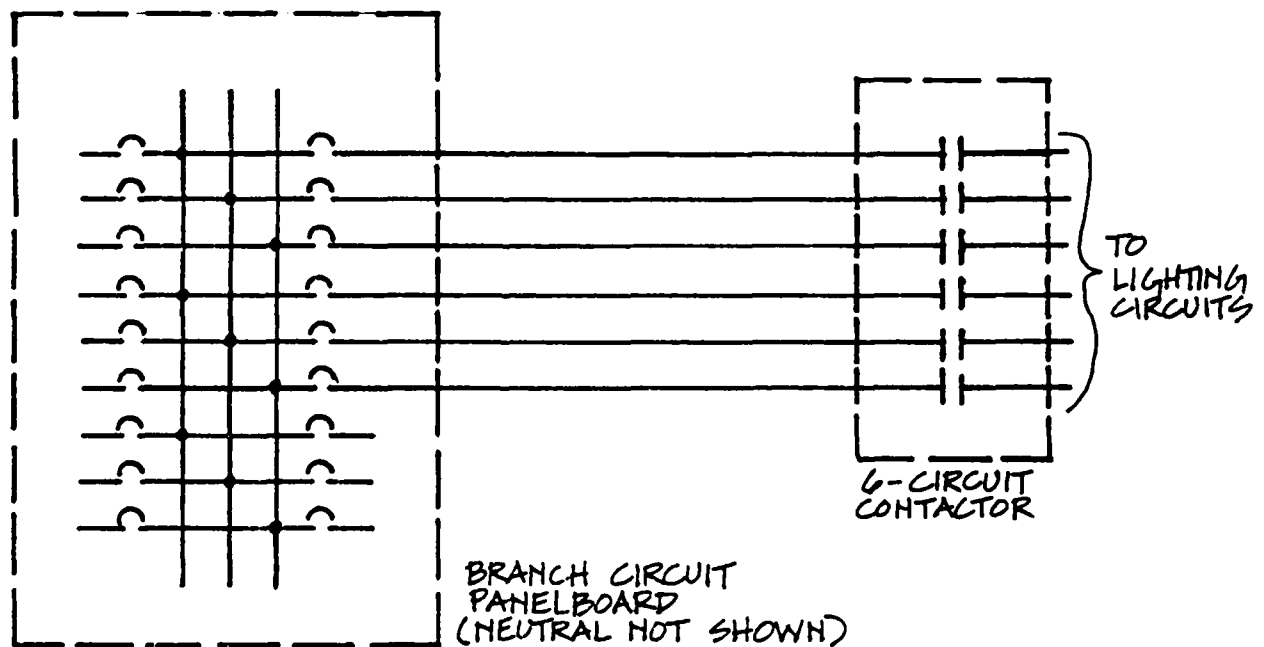 TO
LIGHTING
CIRCUITS
6-CIRCUIT
CONTACTOR
BRANCH CIRCUIT
PANELBOARD
(NEUTRAL NOT SHOWN)